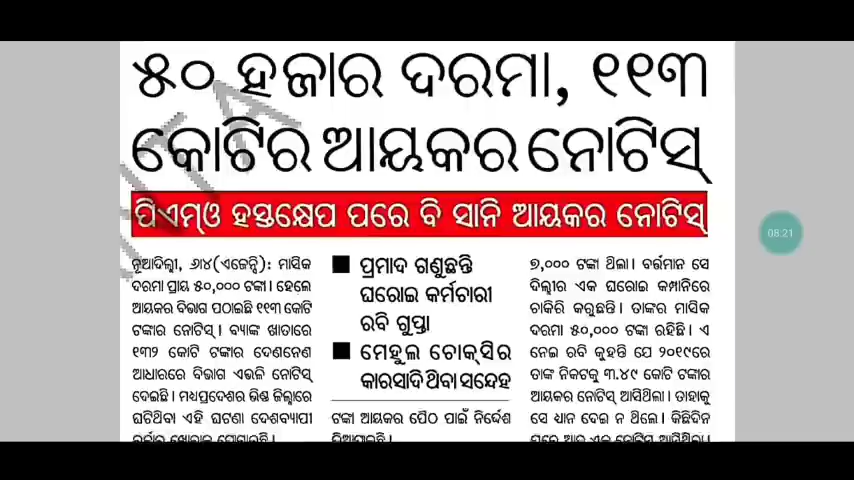 ୫୦ ହଜାର ଦରମା, ୧୧୩
କୋଟିର ଆୟକର ନୋଟିସ୍
ପିଏମ୍ଓ ହସ୍ତକ୍ଷେପ ପରେ ବି ସାନି ଆୟକର ନୋଟିସ୍
ନୂଆଦିଲ୍ଲୀ, ୬।୪(ଏଜେନ୍ସି): ମାସିକ
ଦରମା ପ୍ରାୟ ୫୦,୦୦୦ ଟଙ୍କା । ହେଲେ
ଆୟକର ବିଭାଗ ପଠାଇଛି ୧୧୩ କୋଟି
ଟଙ୍କାର ନୋଟିସ୍ । ବ୍ୟାଙ୍କ ଖାତାରେ
୧୩୨ କୋଟି ଟଙ୍କାର ଦେଣନେଣ
ଆଧାରରେ ବିଭାଗ ଏଭଳି ନୋଟିସ୍
ଦେଇଛି । ମଧ୍ୟପ୍ରଦେଶର ଭିଣ୍ଡ ଜିଲ୍ଲାରେ
ଘଟିଥିବା ଏହି ଘଟଣା ଦେଶବ୍ୟାପୀ
■ ପ୍ରମାଦ ଗଣୁଛନ୍ତି
ଘରୋଇ କର୍ମଚାରୀ
ରବି ଗୁପ୍ତା
■ ମେହୁଲ ଚୋକ୍ସିର
କାରସାଦି ଥିବା ସନ୍ଦେହ
ଟଙ୍କା ଆୟକର ପୈଠ ପାଇଁ ନିର୍ଦ୍ଦେଶ
୭,୦୦୦ ଟଙ୍କା ଥିଲା । ବର୍ତ୍ତମାନ ସେ
ଦିଲ୍ଲୀର ଏକ ଘରୋଇ କମ୍ପାନିରେ
ଚାକିରି କରୁଛନ୍ତି । ତାଙ୍କର ମାସିକ
ଦରମା ୫୦,୦୦୦ ଟଙ୍କା ରହିଛି । ଏ
ନେଇ ରବି କୁହନ୍ତି ଯେ ୨୦୧୯ରେ
ତାଙ୍କ ନିକଟକୁ ୩.୪୯ କୋଟି ଟଙ୍କାର
ଆୟକର ନୋଟିସ୍ ଆସିଥିଲା । ତାହାକୁ
ସେ ଧ୍ୟାନ ଦେଇ ନ ଥିଲେ । କିଛିଦିନ
08:21